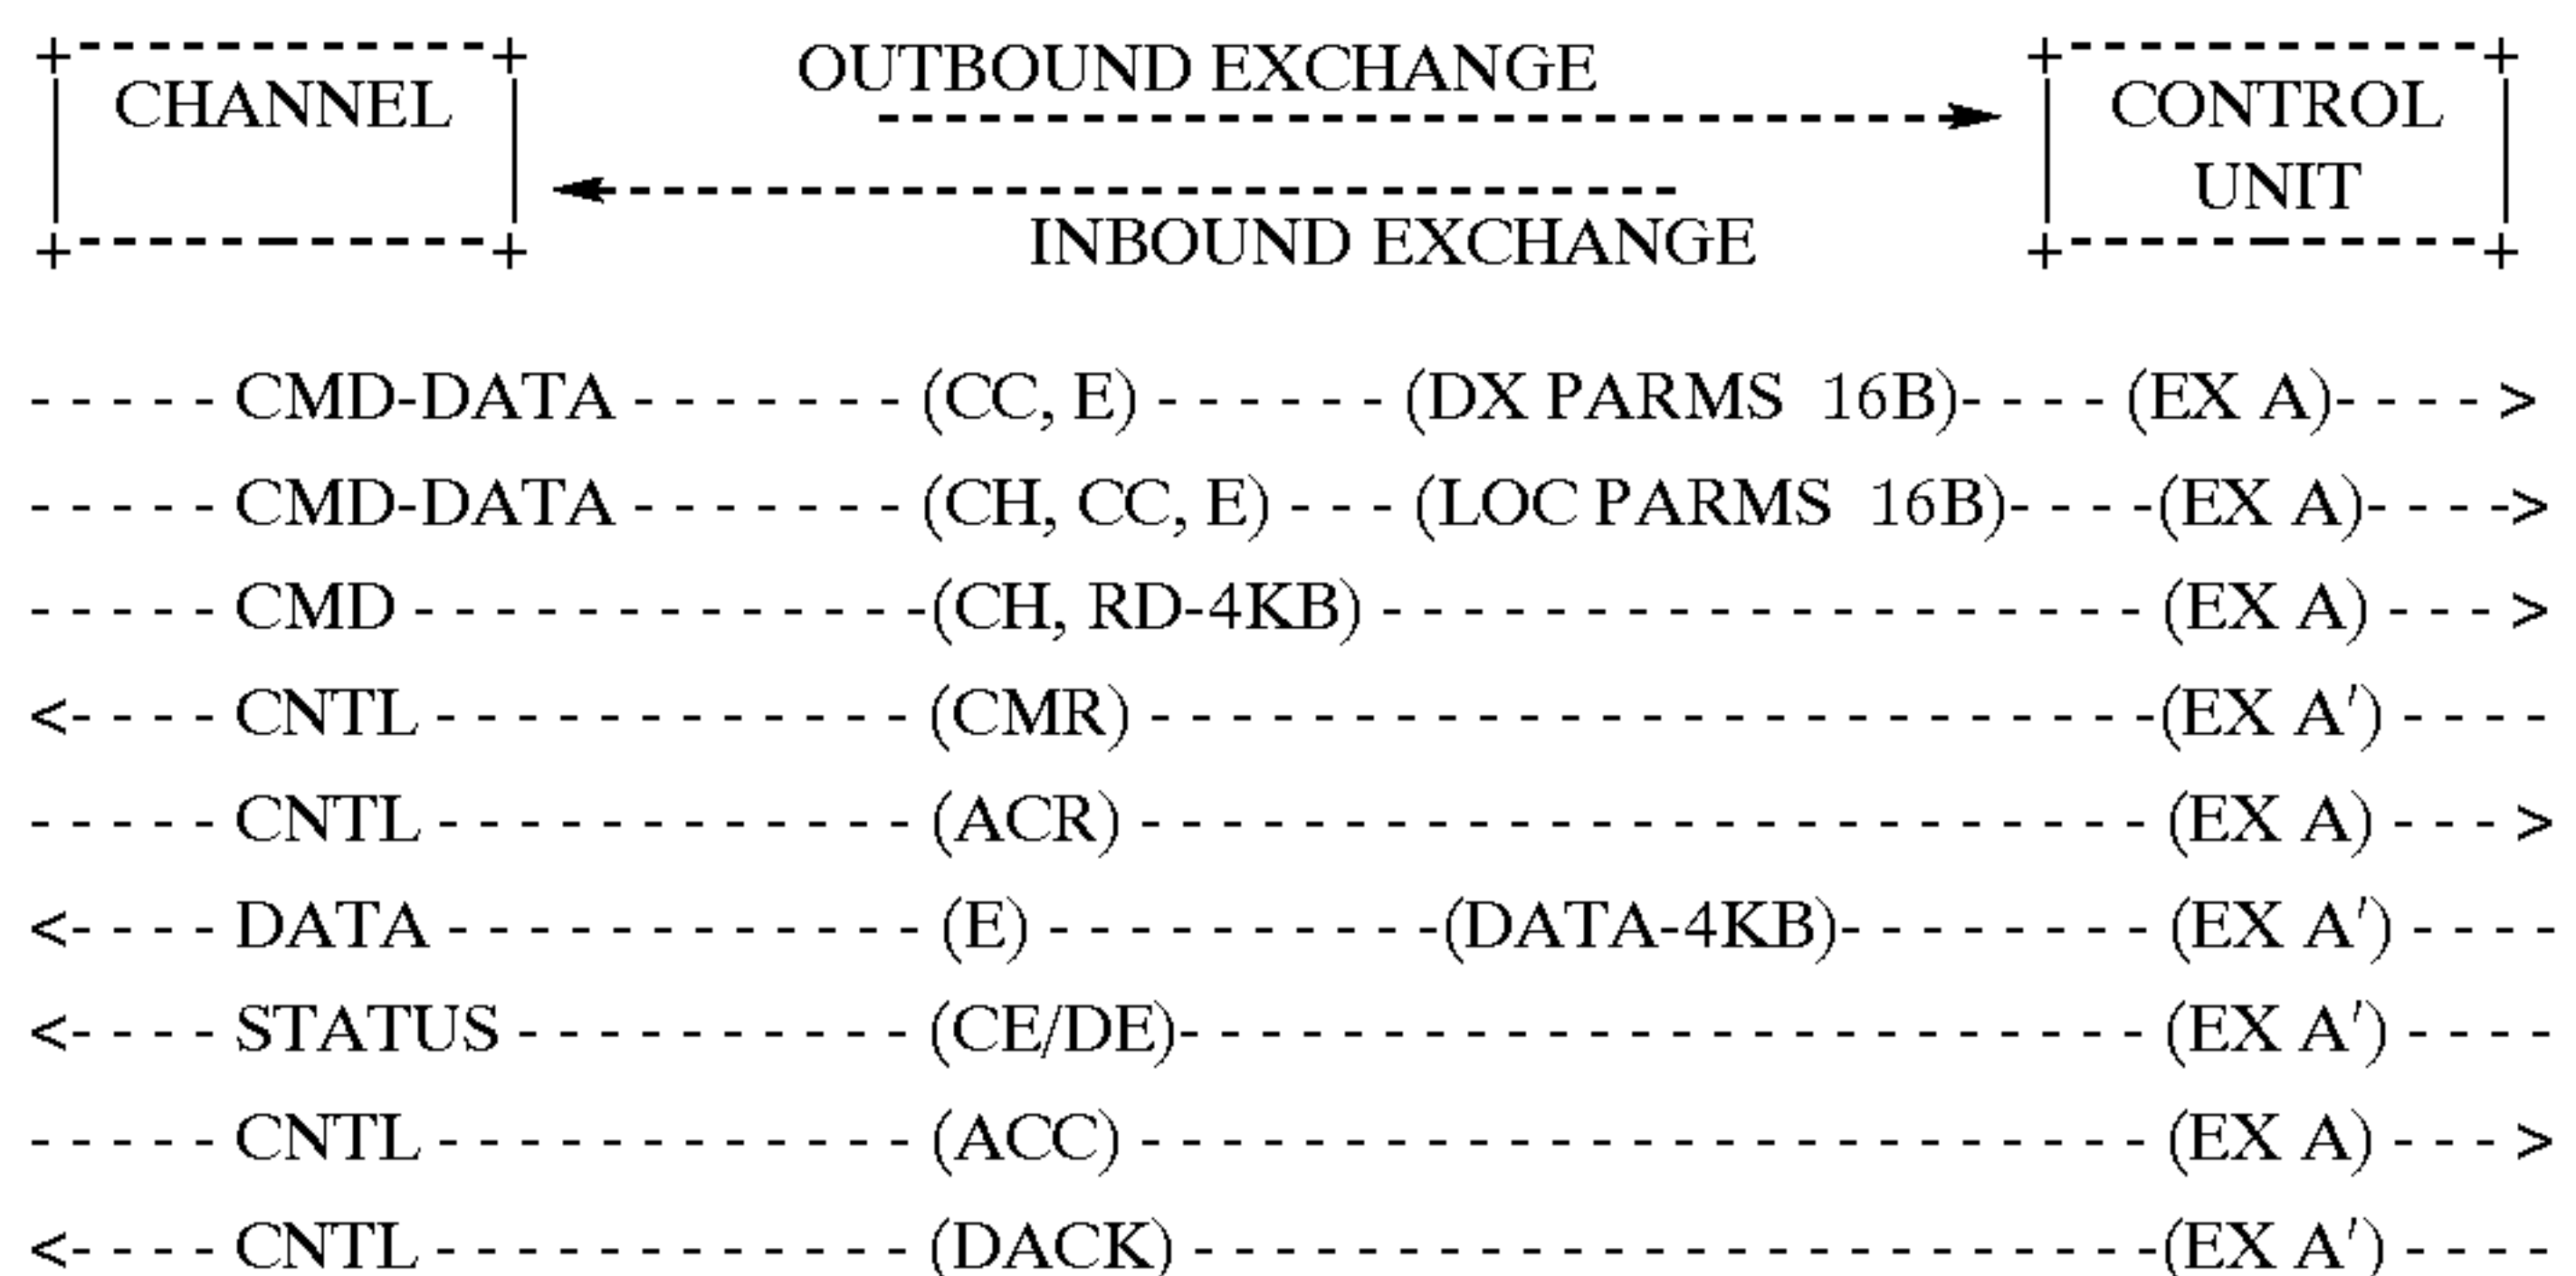 CHANNEL
OUTBOUND EXCHANGE
CONTROL
UNIT
INBOUND EXCHANGE
- - - - - CMD-DATA - - - - - - - (CC, E) - - - - - - (DX PARMS 16B)- - - - (EX A)- - - - >
- - - - - CMD-DATA - - - - - - - (CH, CC, E) - - - (LOC PARMS 16B)- - - -(EX A)- - - ->
- - - - - CMD - - - - - - - - - - - - - -(CH, RD-4KB) - - - - - - - - - - - - - - - - - - - - - - (EX A) - - - >
<- - - - CNTL - - - - - - - - - - - - (CMR) - - - - - - - - - - - - - - - - - - - - - - - - - - - -(EX A′) - - - -
- - - - - CNTL - - - - - - - - - - - - (ACR) - - - - - - - - - - - - - - - - - - - - - - - - - - - - (EX A) - - - >
<- - - - DATA - - - - - - - - - - - - (E) - - - - - - - - - - -(DATA-4KB)- - - - - - - - (EX A′) - - - -
<- - - - STATUS - - - - - - - - - - (CE/DE)- - - - - - - - - - - - - - - - - - - - - - - - - - - (EX A′) - - - -
- - - - - CNTL - - - - - - - - - - - - (ACC) - - - - - - - - - - - - - - - - - - - - - - - - - - - - (EX A) - - - >
<- - - - CNTL - - - - - - - - - - - - (DACK) - - - - - - - - - - - - - - - - - - - - - - - - - - -(EX A′) - - - -